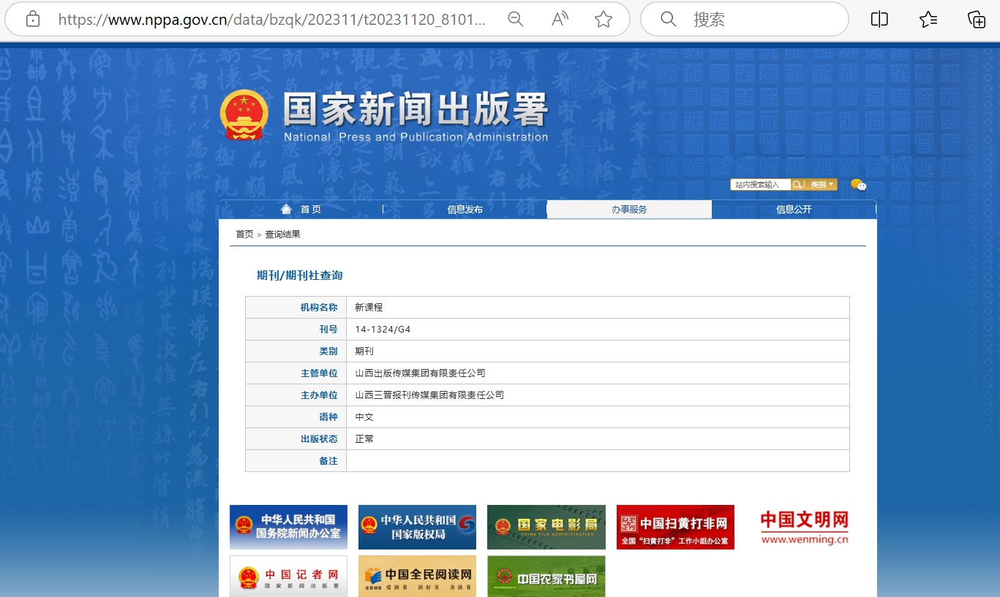 https://www.nppa.gov.cn/data/bzqk/202311/t20231120_8101...
搜索
国家新闻出版署
National Press and Publication Administration
站内搜索输入 类别
首 页 信息发布 办事服务 信息公开
首页 > 查询结果
期刊/期刊社查询
机构名称 新课程
刊号 14-1324/G4
类别 期刊
主管单位 山西出版传媒集团有限责任公司
主办单位 山西三晋报刊传媒集团有限责任公司
语种 中文
出版状态 正常
备注
中华人民共和国
国务院新闻办公室
中华人民共和国
国家版权局
国家电影局
CHINA FILM ADMINISTRATION
中国扫黄打非网
全国“扫黄打非”工作小组办公室
中国文明网
www.wenming.cn
中国记者网
国家新闻出版署
中国全民阅读网
全民阅读 爱读书 读好书 善读书
中国农家书屋网